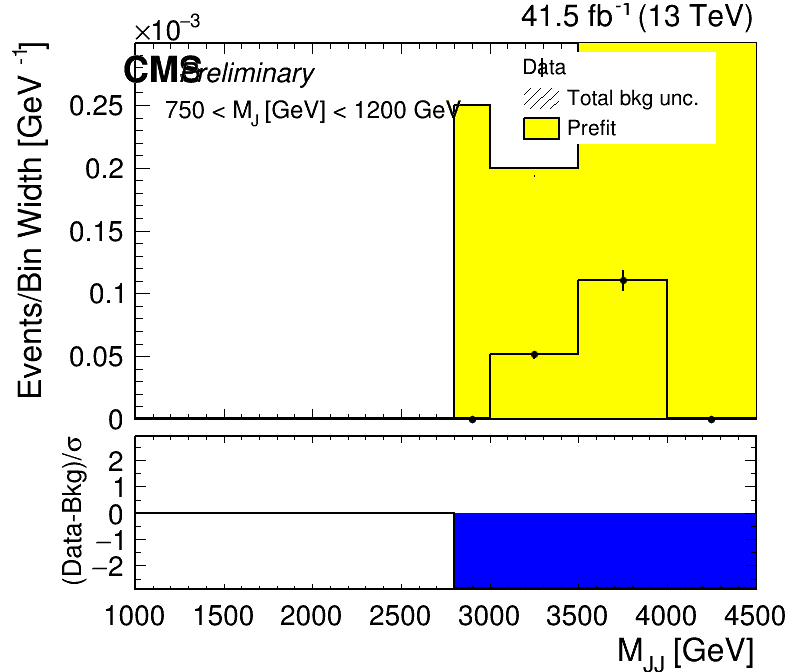 ×10⁻³
41.5 fb⁻¹ (13 TeV)
CMS Preliminary
750 < M_J [GeV] < 1200 GeV
Data
Total bkg unc.
Prefit
Events/Bin Width [GeV⁻¹]
0.25
0.2
0.15
0.1
0.05
0
(Data-Bkg)/σ
2
1
0
−1
−2
1000 1500 2000 2500 3000 3500 4000 4500
M_JJ [GeV]